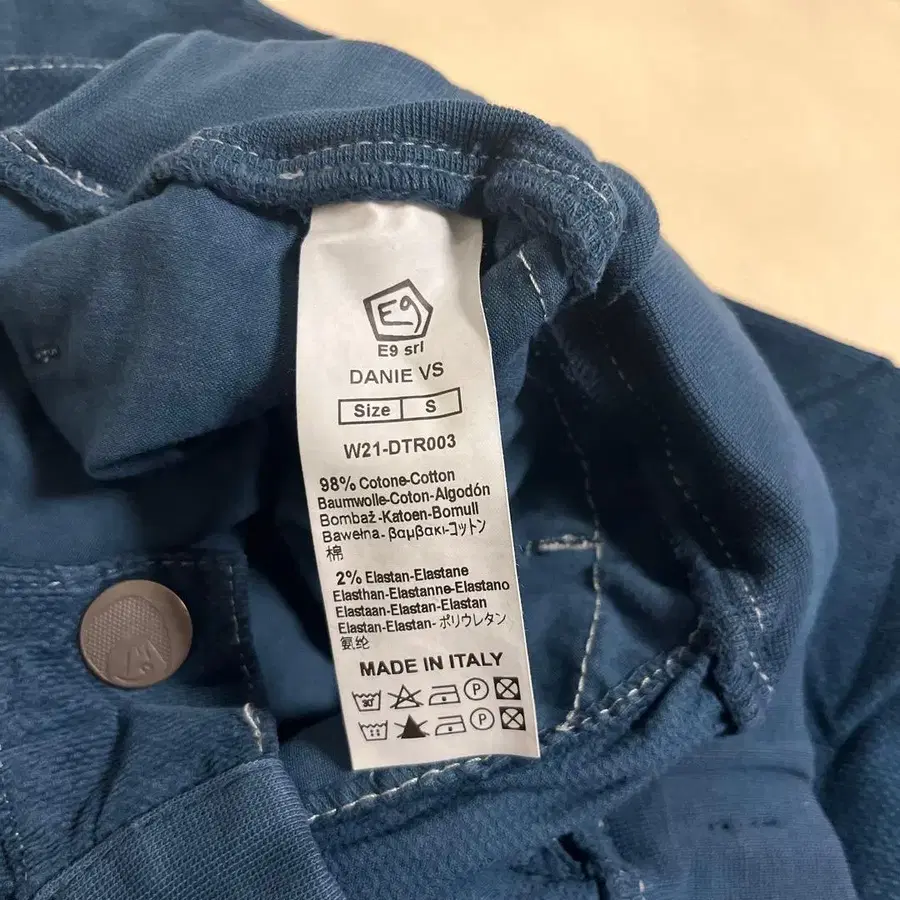 E9
E9 srl
DANIE VS
Size S
W21-DTR003
98% Cotone-Cotton
Baumwolle-Coton-Algodón
Bombaž-Katoen-Bomull
Bawełna-βαμβακι-コットン
棉
2% Elastan-Elastane
Elasthan-Elastanne-Elastano
Elastaan-Elastan-Elastan
Elastan-Elastan-ポリウレタン
氨纶
MADE IN ITALY
30° P
P